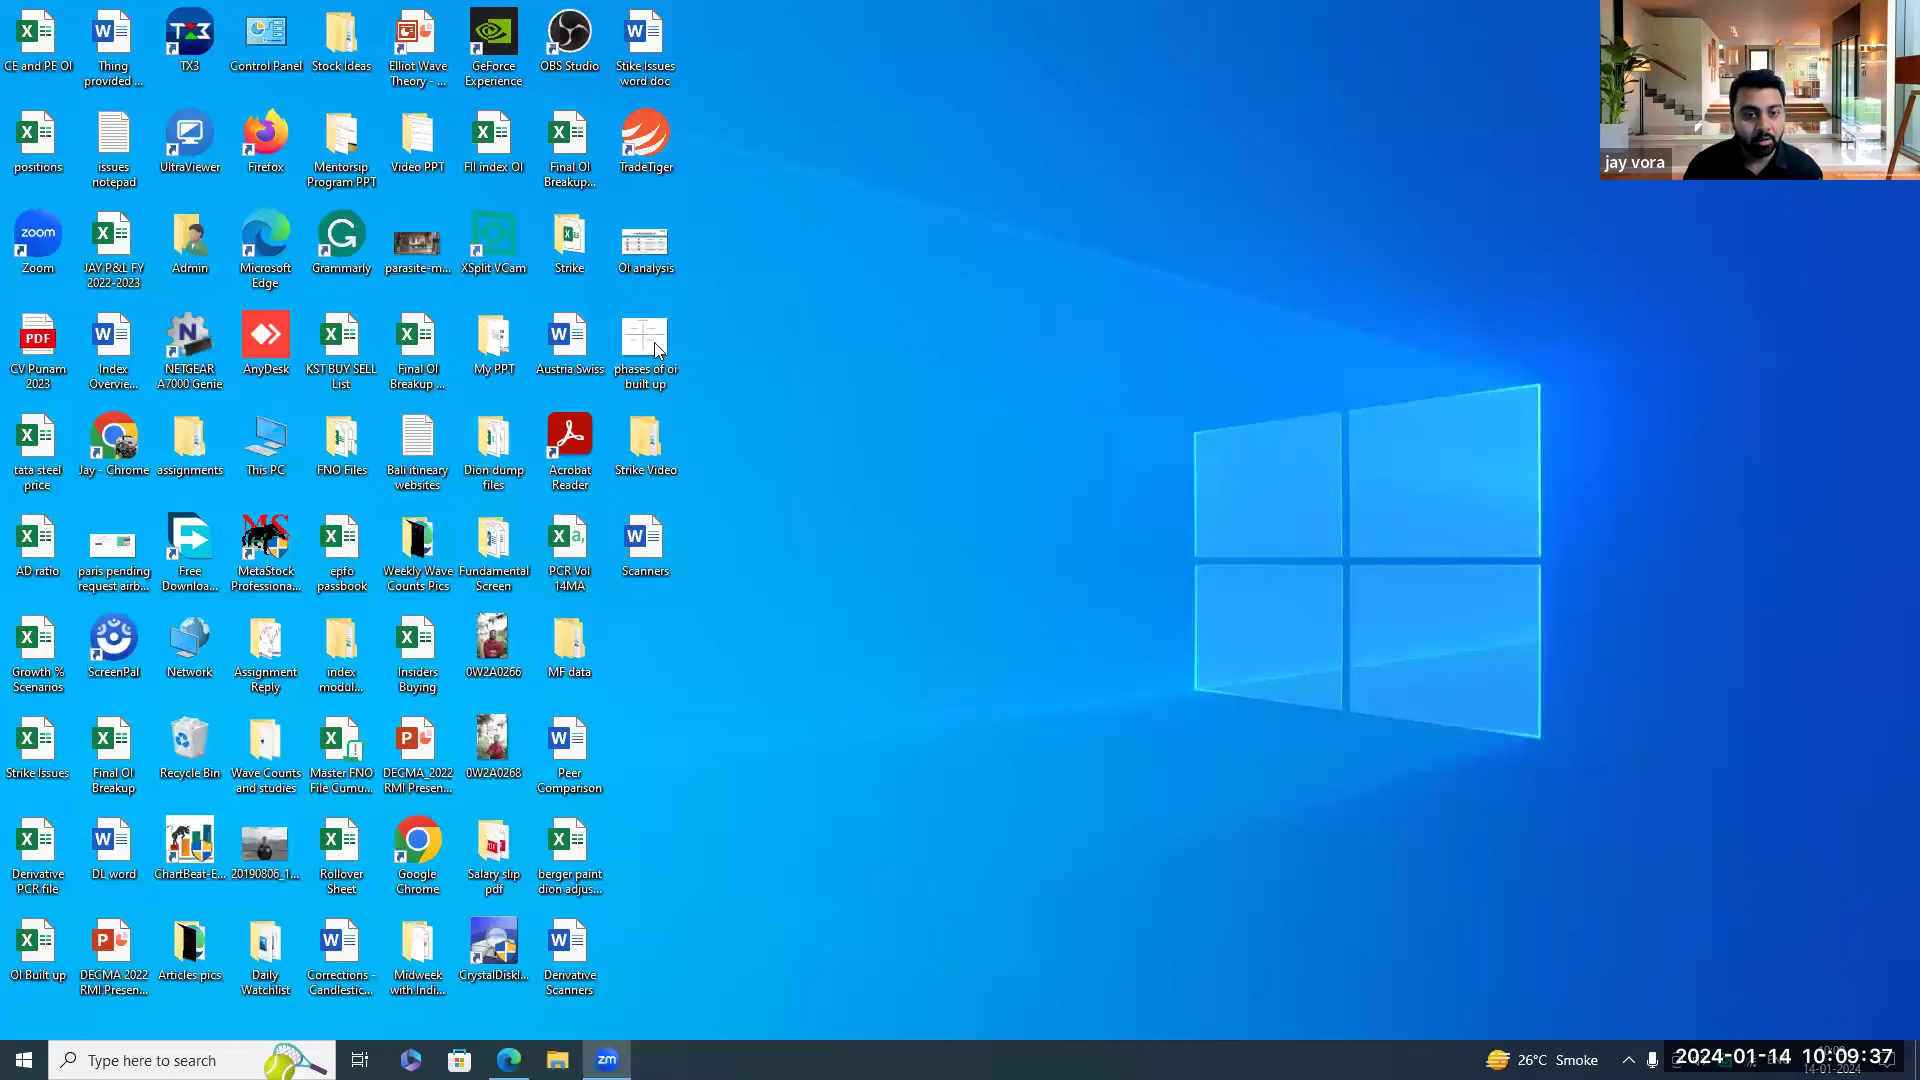 CE and PE OI
Thing
provided ...
TX3
TX3
Control Panel
Stock Ideas
Elliot Wave
Theory - ...
GeForce
Experience
OBS Studio
Stike Issues
word doc
positions
issues
notepad
UltraViewer
Firefox
Mentorsip
Program PPT
Video PPT
FII index OI
Final OI
Breakup...
TradeTiger
jay vora
zoom
Zoom
JAY P&L FY
2022-2023
Admin
Microsoft
Edge
Grammarly
parasite-m...
XSplit VCam
Strike
OI analysis
PDF
CV Punam
2023
Index
Overvie...
NETGEAR
A7000 Genie
AnyDesk
KST BUY SELL
List
Final OI
Breakup ...
My PPT
Austria Swiss
phases of oi
built up
tata steel
price
Jay - Chrome
assignments
This PC
FNO Files
Bali itineary
websites
Dion dump
files
Acrobat
Reader
Strike Video
AD ratio
paris pending
request airb...
Free
Downloa...
MS
MetaStock
Professiona...
epfo
passbook
Weekly Wave
Counts Pics
Fundamental
Screen
PCR Vol
14MA
Scanners
Growth %
Scenarios
ScreenPal
Network
Assignment
Reply
index
modul...
Insiders
Buying
0W2A0266
MF data
Strike Issues
Final OI
Breakup
Recycle Bin
Wave Counts
and studies
Master FNO
File Cumu...
DECMA_2022
RMI Presen...
0W2A0268
Peer
Comparison
Derivative
PCR file
DL word
ChartBeat-E...
20190806_1...
Rollover
Sheet
Google
Chrome
Salary slip
pdf
berger paint
dion adjus...
OI Built up
DECMA 2022
RMI Presen...
Articles pics
Daily
Watchlist
Corrections -
Candlestic...
Midweek
with Indi...
CrystalDiskI...
Derivative
Scanners
Type here to search
zm
26°C Smoke
2024-01-14 10:09:37
14-01-2024